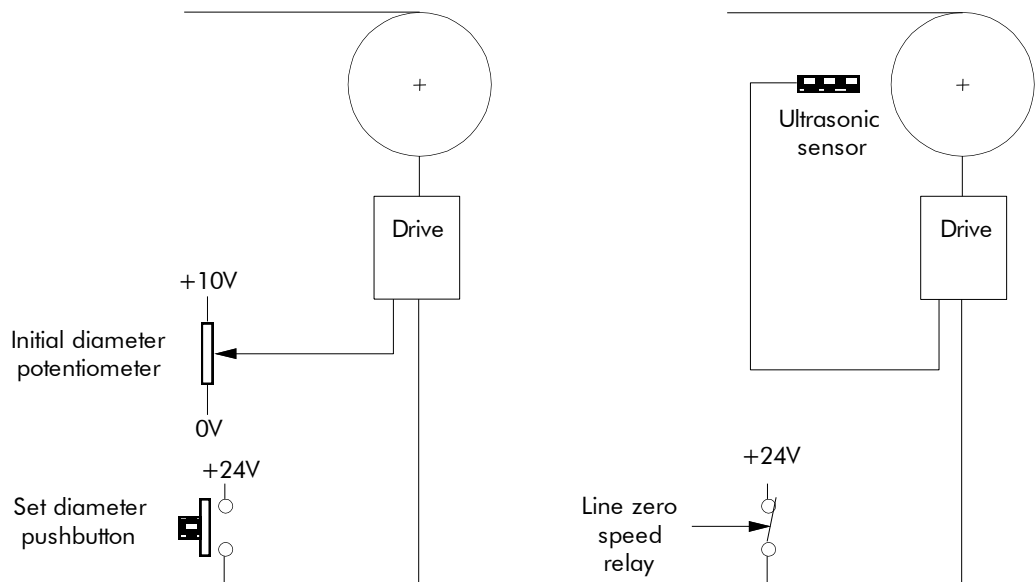 Drive
+10V
Initial diameter
potentiometer
0V
+24V
Set diameter
pushbutton
Ultrasonic
sensor
Drive
+24V
Line zero
speed
relay